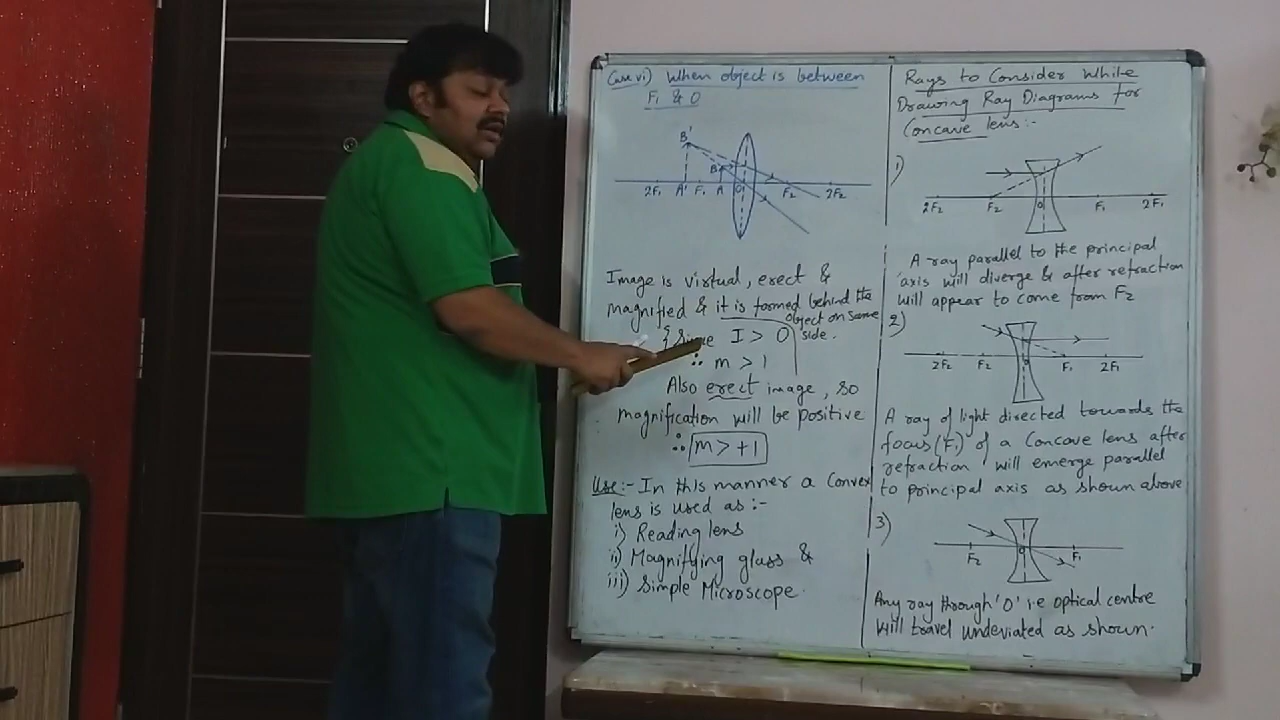 Case vi) When object is between
F1 & O
B'
B
2F1 A' F1 A O F2 2F2
Image is virtual, erect &
magnified & it is formed behind the
object on same
side.
{Since I > O
∴ m > 1
Also erect image, so
magnification will be positive
∴ m > +1
Use:- In this manner a Convex
lens is used as :-
i) Reading lens
ii) Magnifying glass &
iii) Simple Microscope.
Rays to Consider While
Drawing Ray Diagrams for
Concave lens:-
1)
2F2 F2 O F1 2F1
A ray parallel to the principal
axis will diverge & after refraction
will appear to come from F2
2)
2F2 F2 O F1 2F1
A ray of light directed towards the
focus (F1) of a Concave lens after
refraction will emerge parallel
to principal axis as shown above
3)
F2 O F1
Any ray through 'O' i.e optical centre
will travel undeviated as shown.